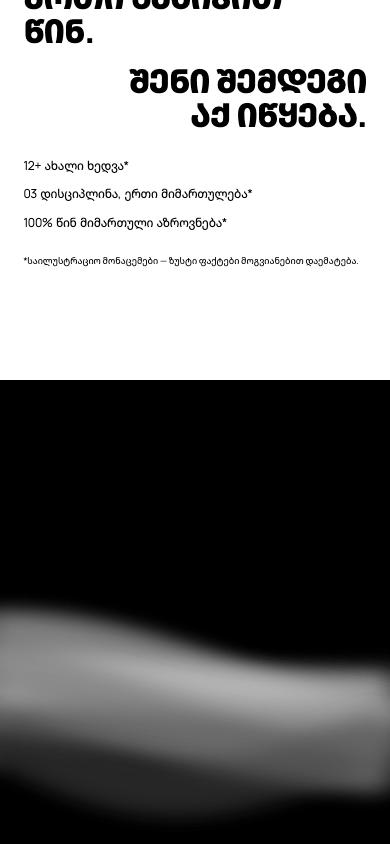 წინ.
შენი შემდეგი
აქ იწყება.
12+ ახალი ხედვა*
03 დისციპლინა, ერთი მიმართულება*
100% წინ მიმართული აზროვნება*
*საილუსტრაციო მონაცემები — ზუსტი ფაქტები მოგვიანებით დაემატება.